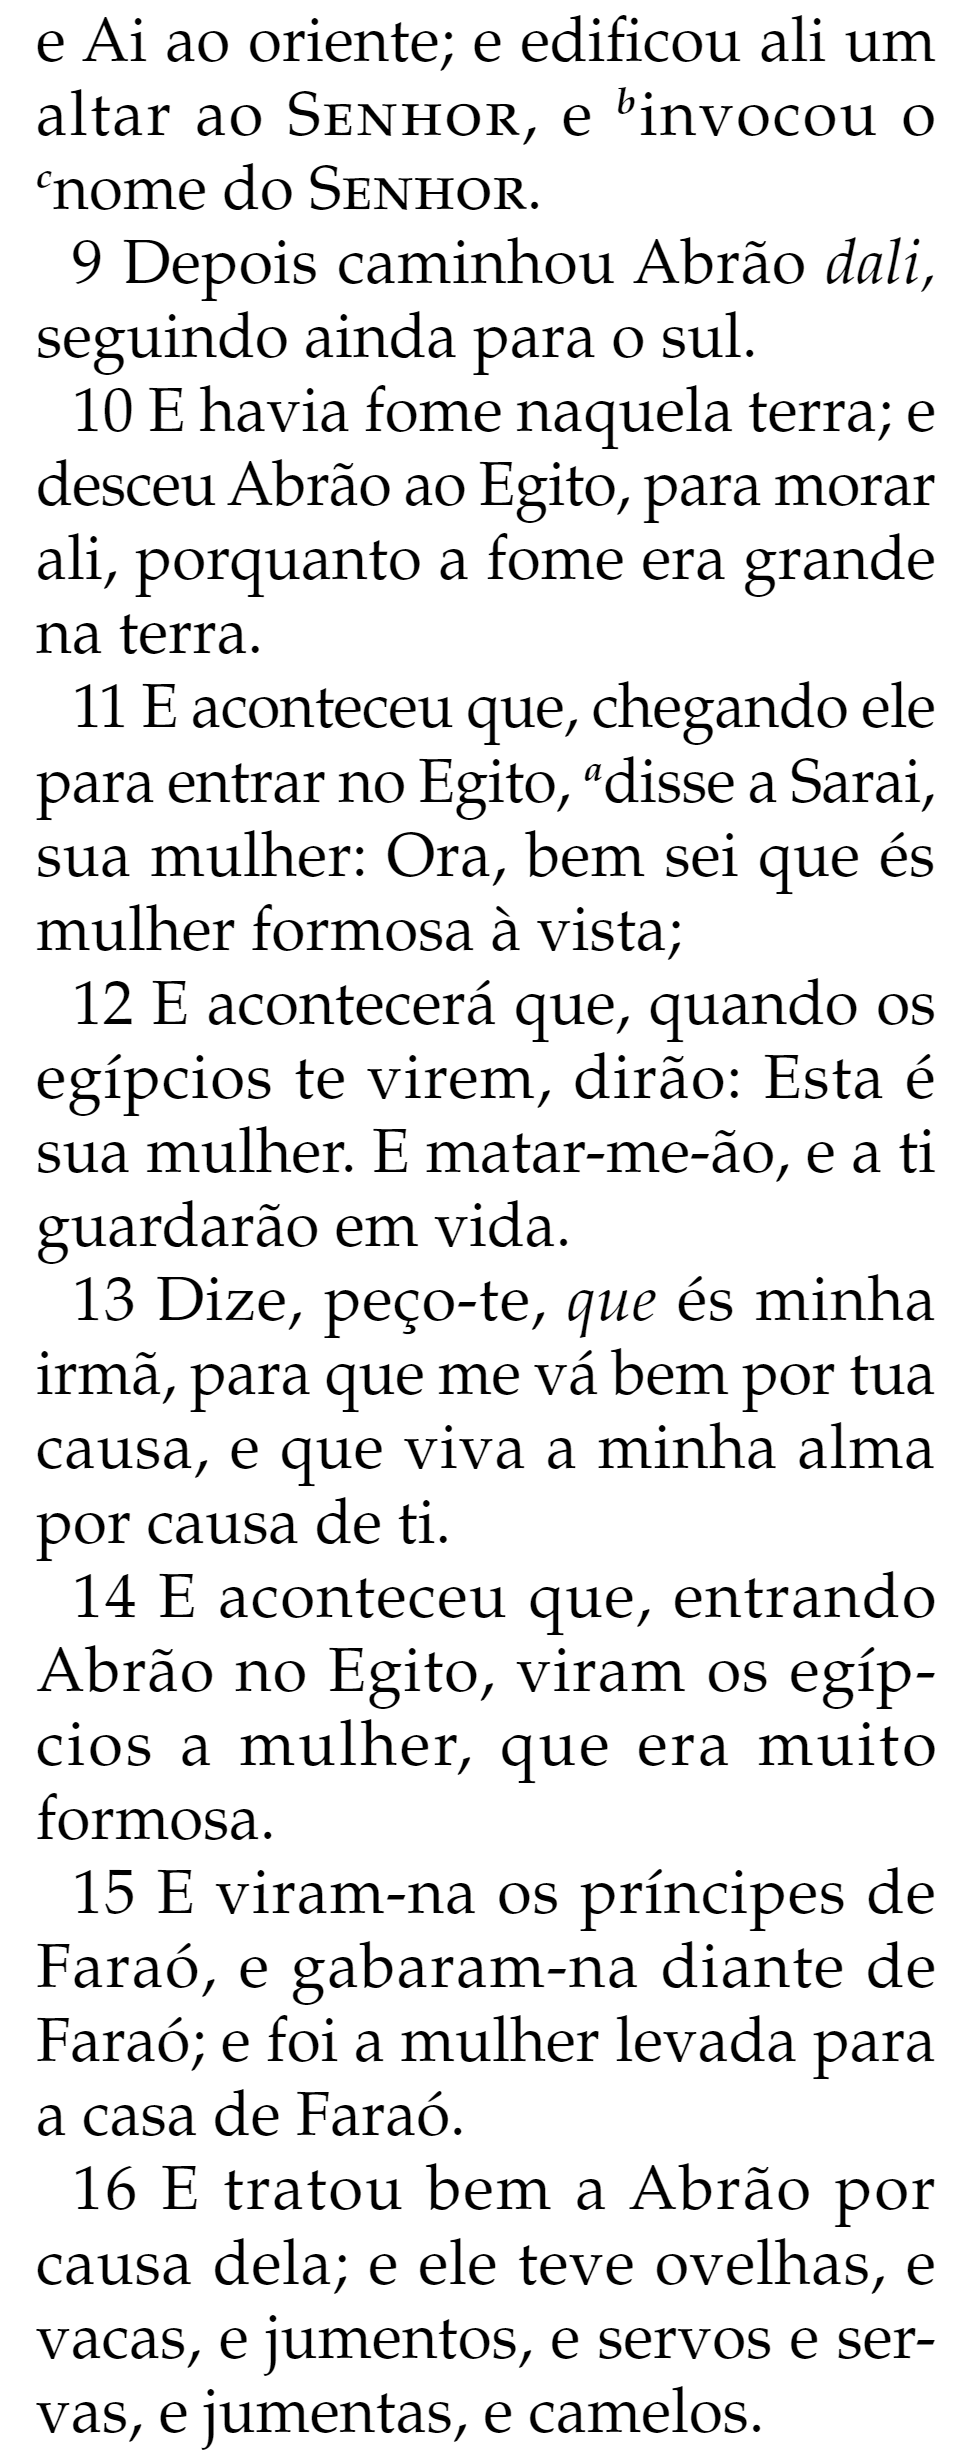 e Ai ao oriente; e edificou ali um
altar ao SENHOR, e binvocou o
cnome do SENHOR.
9 Depois caminhou Abrão dali,
seguindo ainda para o sul.
10 E havia fome naquela terra; e
desceu Abrão ao Egito, para morar
ali, porquanto a fome era grande
na terra.
11 E aconteceu que, chegando ele
para entrar no Egito, adisse a Sarai,
sua mulher: Ora, bem sei que és
mulher formosa à vista;
12 E acontecerá que, quando os
egípcios te virem, dirão: Esta é
sua mulher. E matar-me-ão, e a ti
guardarão em vida.
13 Dize, peço-te, que és minha
irmã, para que me vá bem por tua
causa, e que viva a minha alma
por causa de ti.
14 E aconteceu que, entrando
Abrão no Egito, viram os egíp-
cios a mulher, que era muito
formosa.
15 E viram-na os príncipes de
Faraó, e gabaram-na diante de
Faraó; e foi a mulher levada para
a casa de Faraó.
16 E tratou bem a Abrão por
causa dela; e ele teve ovelhas, e
vacas, e jumentos, e servos e ser-
vas, e jumentas, e camelos.